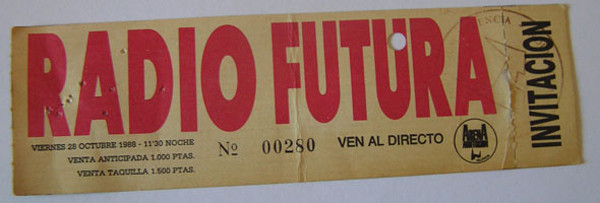 RADIO FUTURA
VIERNES 28 OCTUBRE 1988 - 11'30 NOCHE
VENTA ANTICIPADA 1.000 PTAS.
VENTA TAQUILLA 1.500 PTAS.
Nº 00280
VEN AL DIRECTO
ARENA
INVITACION